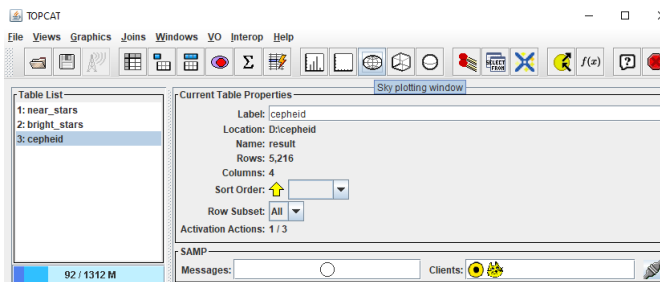 TOPCAT
File Views Graphics Joins Windows VO Interop Help
SELECT FROM f(x) ?
Sky plotting window
Table List
1: near_stars
2: bright_stars
3: cepheid
92 / 1312 M
Current Table Properties
Label: cepheid
Location: D:\cepheid
Name: result
Rows: 5,216
Columns: 4
Sort Order:
Row Subset: All
Activation Actions: 1 / 3
SAMP
Messages: Clients: